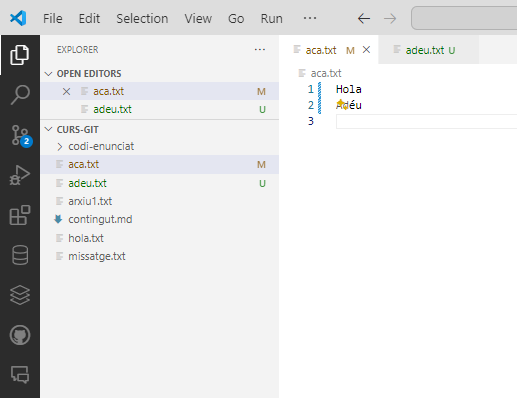 File Edit Selection View Go Run ···
EXPLORER ···
OPEN EDITORS
aca.txt M
adeu.txt U
CURS-GIT
codi-enunciat
aca.txt M
adeu.txt U
arxiu1.txt
contingut.md
hola.txt
missatge.txt
2
aca.txt M adeu.txt U
aca.txt
1 Hola
2 Adéu
3